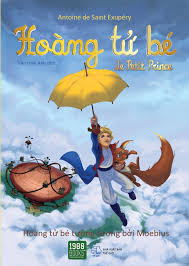 Antoine de Saint Exupéry
Hoàng tử bé
Le Petit Prince
Hoàng tử bé tưởng tượng bởi Moebius
1980
BOOKS